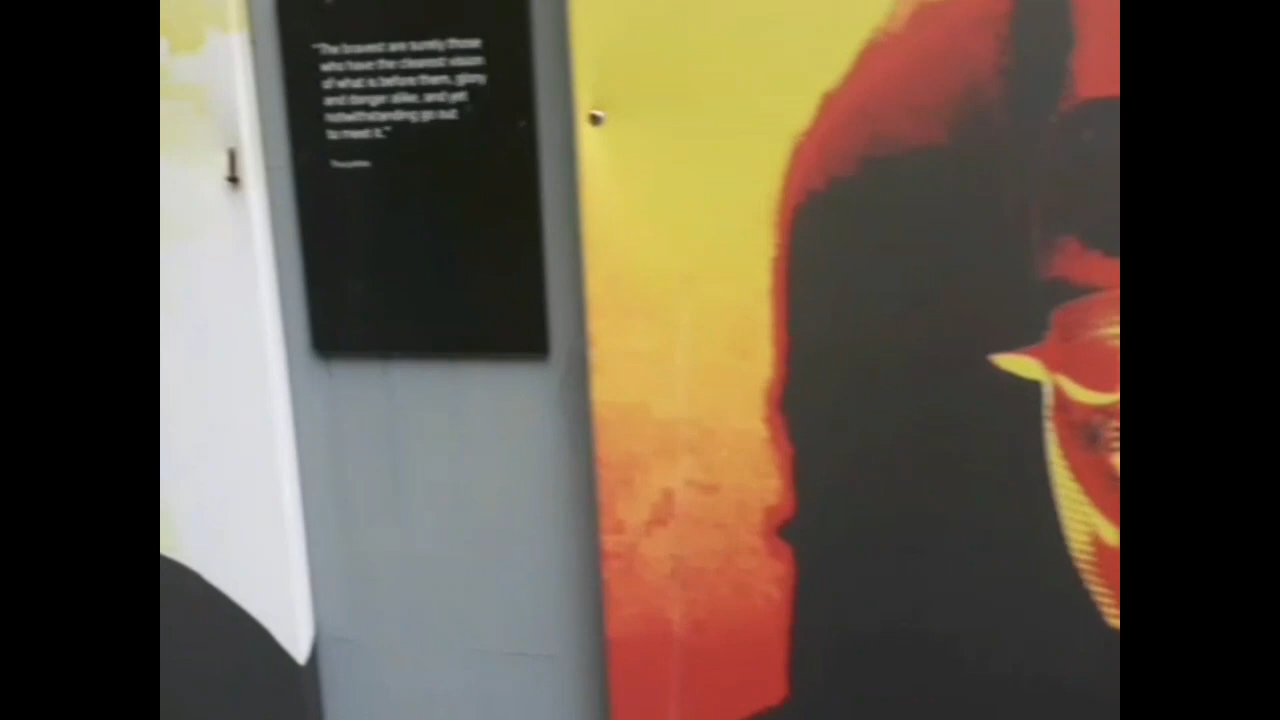 "The bravest are surely those
who have the clearest vision
of what is before them, glory
and danger alike, and yet
notwithstanding go out
to meet it."
Thucydides